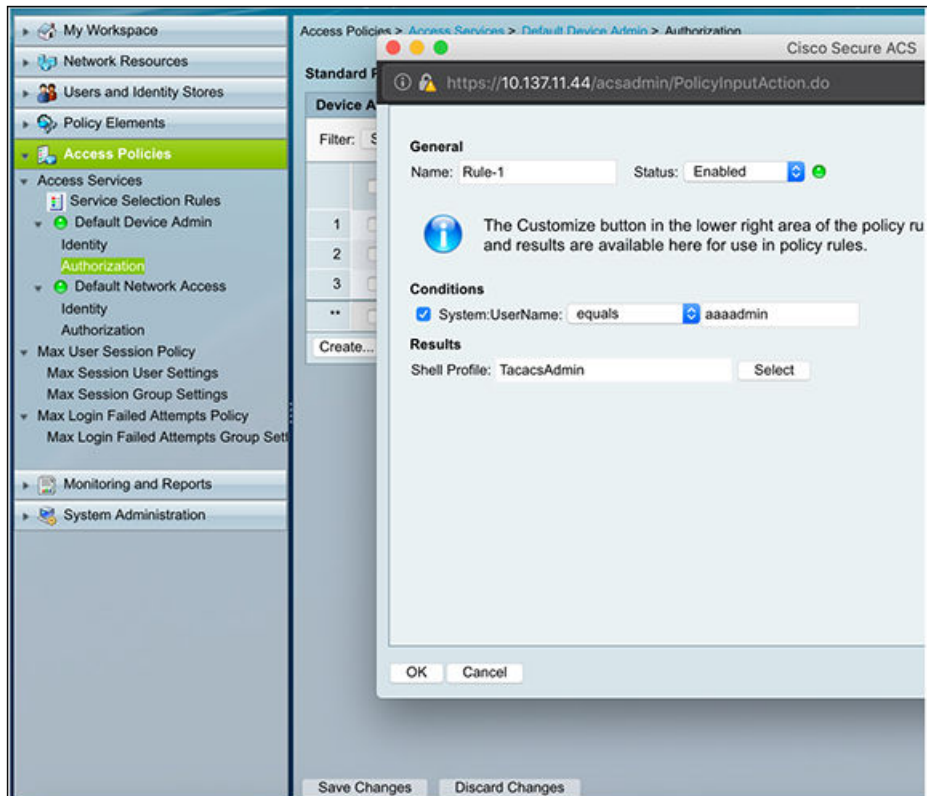 My Workspace
Network Resources
Users and Identity Stores
Policy Elements
Access Policies
Access Services
Service Selection Rules
Default Device Admin
Identity
Authorization
Default Network Access
Identity
Authorization
Max User Session Policy
Max Session User Settings
Max Session Group Settings
Max Login Failed Attempts Policy
Max Login Failed Attempts Group Sett
Monitoring and Reports
System Administration
Access Policies > Access Services > Default Device Admin > Authorization
Standard P
Device A
Filter: S
1
2
3
**
Create...
Cisco Secure ACS
https://10.137.11.44/acsadmin/PolicyInputAction.do
General
Name: Rule-1 Status: Enabled
The Customize button in the lower right area of the policy ru
and results are available here for use in policy rules.
Conditions
System:UserName: equals aaaadmin
Results
Shell Profile: TacacsAdmin Select
OK Cancel
Save Changes Discard Changes